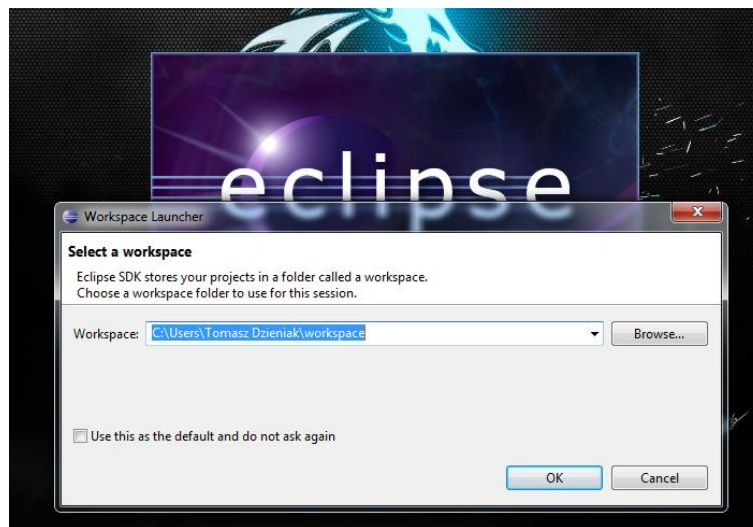 eclipse
Workspace Launcher
Select a workspace
Eclipse SDK stores your projects in a folder called a workspace.
Choose a workspace folder to use for this session.
Workspace: C:\Users\Tomasz Dzieniak\workspace Browse...
Use this as the default and do not ask again
OK Cancel